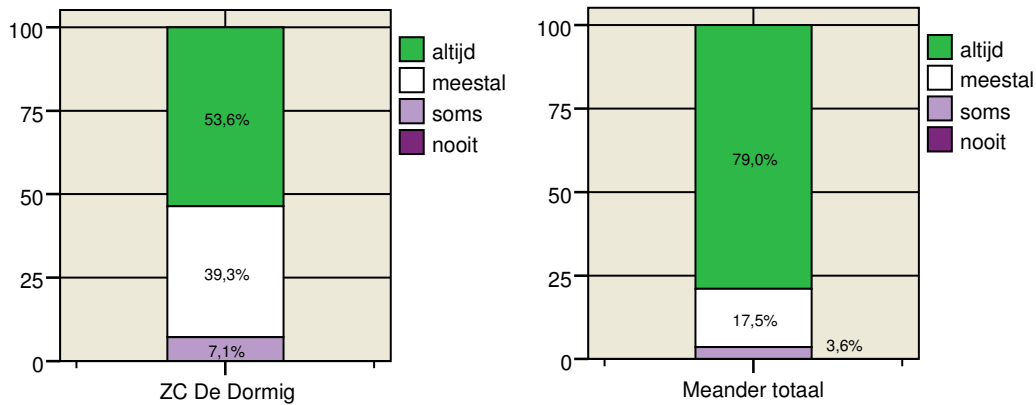 100
75
50
25
0
53,6%
39,3%
7,1%
altijd
meestal
soms
nooit
ZC De Dormig
100
75
50
25
0
79,0%
17,5%
3,6%
altijd
meestal
soms
nooit
Meander totaal